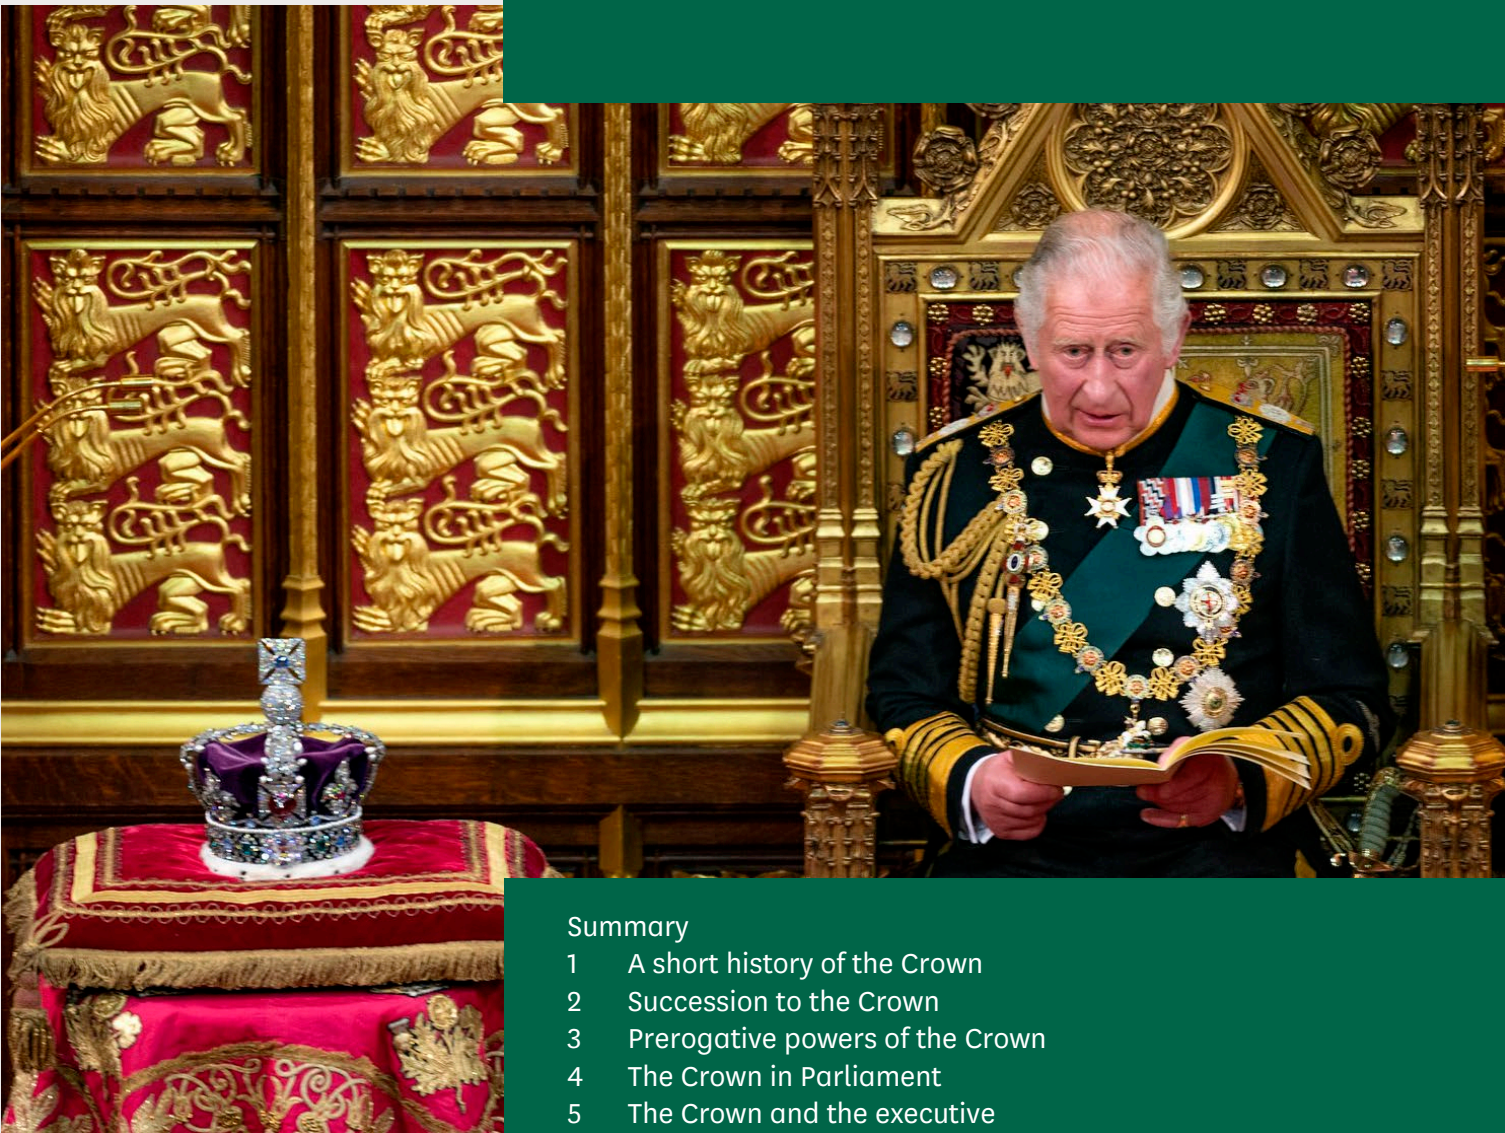 Summary
1 A short history of the Crown
2 Succession to the Crown
3 Prerogative powers of the Crown
4 The Crown in Parliament
5 The Crown and the executive